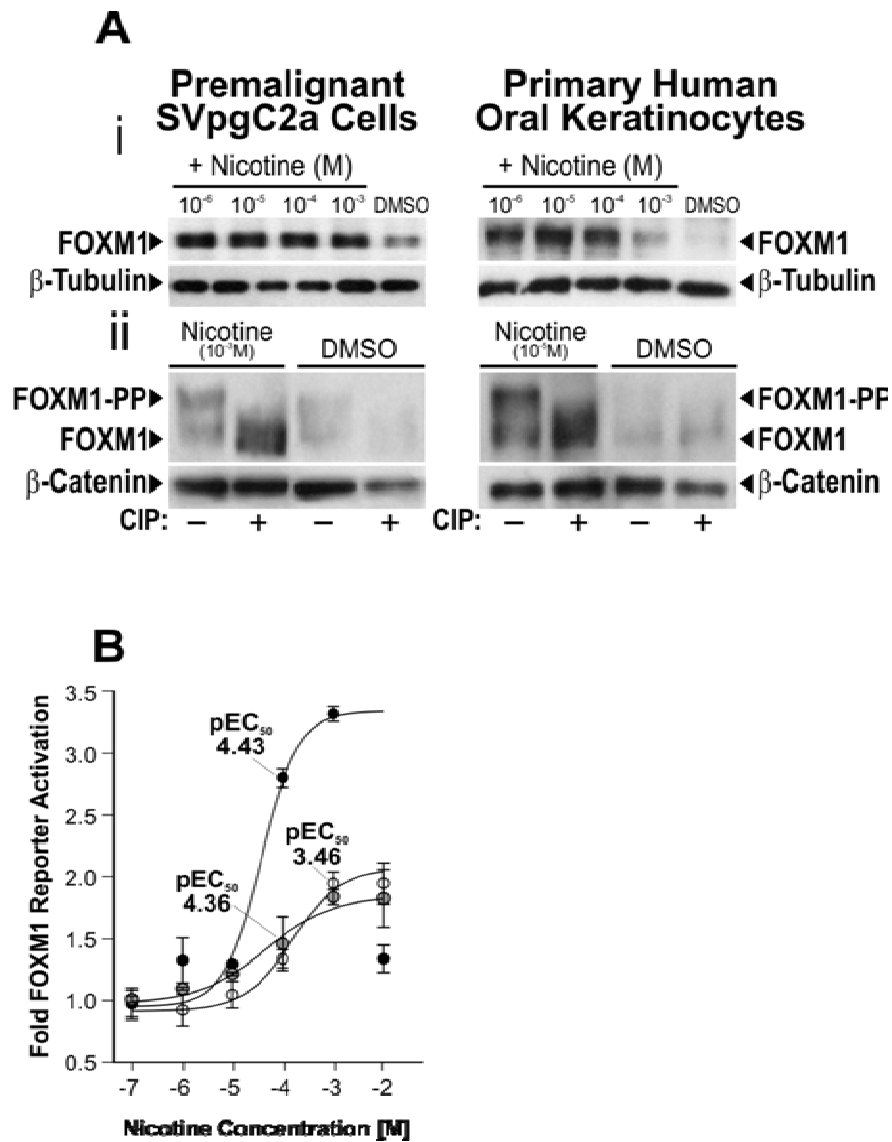 A
Premalignant
SVpgC2a Cells
Primary Human
Oral Keratinocytes
i
+ Nicotine (M)
+ Nicotine (M)
10⁻⁶ 10⁻⁵ 10⁻⁴ 10⁻³ DMSO
10⁻⁶ 10⁻⁵ 10⁻⁴ 10⁻³ DMSO
FOXM1
FOXM1
β-Tubulin
β-Tubulin
ii
Nicotine
(10⁻³M)
DMSO
Nicotine
(10⁻⁵M)
DMSO
FOXM1-PP
FOXM1-PP
FOXM1
FOXM1
β-Catenin
β-Catenin
CIP: – + – +
CIP: – + – +
B
Fold FOXM1 Reporter Activation
3.5
3.0
2.5
2.0
1.5
1.0
0.5
pEC₅₀
4.43
pEC₅₀
3.46
pEC₅₀
4.36
-7 -6 -5 -4 -3 -2
Nicotine Concentration [M]